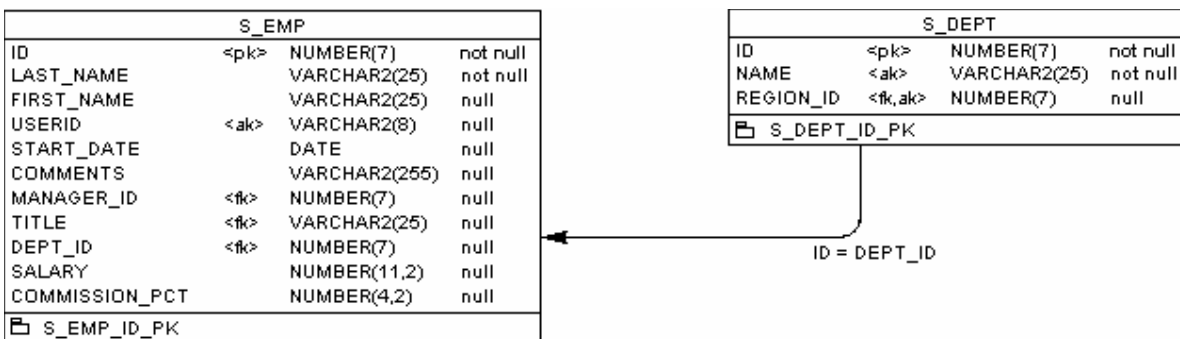 S_EMP
ID <pk> NUMBER(7) not null
LAST_NAME VARCHAR2(25) not null
FIRST_NAME VARCHAR2(25) null
USERID <ak> VARCHAR2(8) null
START_DATE DATE null
COMMENTS VARCHAR2(255) null
MANAGER_ID <fk> NUMBER(7) null
TITLE <fk> VARCHAR2(25) null
DEPT_ID <fk> NUMBER(7) null
SALARY NUMBER(11,2) null
COMMISSION_PCT NUMBER(4,2) null
S_EMP_ID_PK
S_DEPT
ID <pk> NUMBER(7) not null
NAME <ak> VARCHAR2(25) not null
REGION_ID <fk,ak> NUMBER(7) null
S_DEPT_ID_PK
ID = DEPT_ID